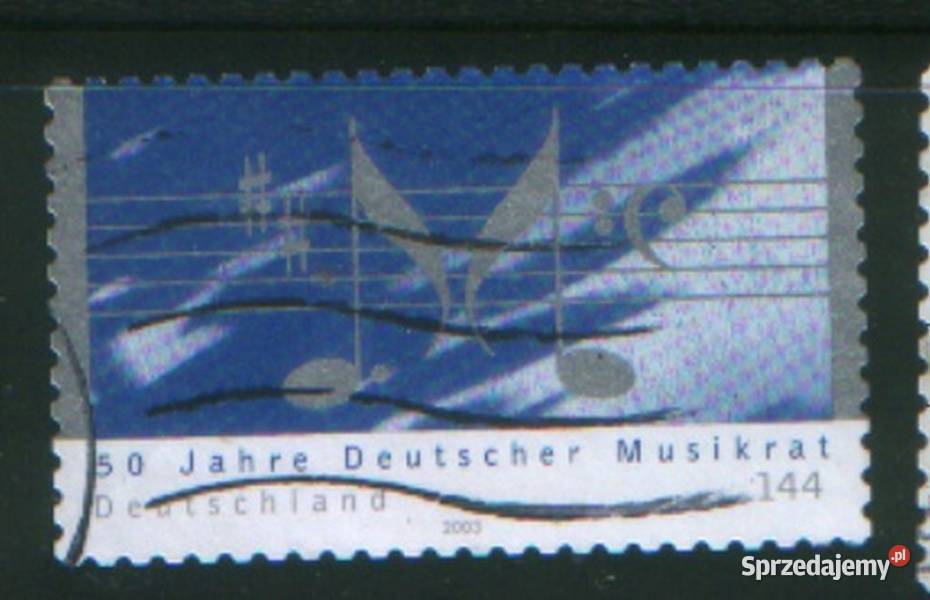 50 Jahre Deutscher Musikrat
Deutschland
144
2003
Sprzedajemy.pl